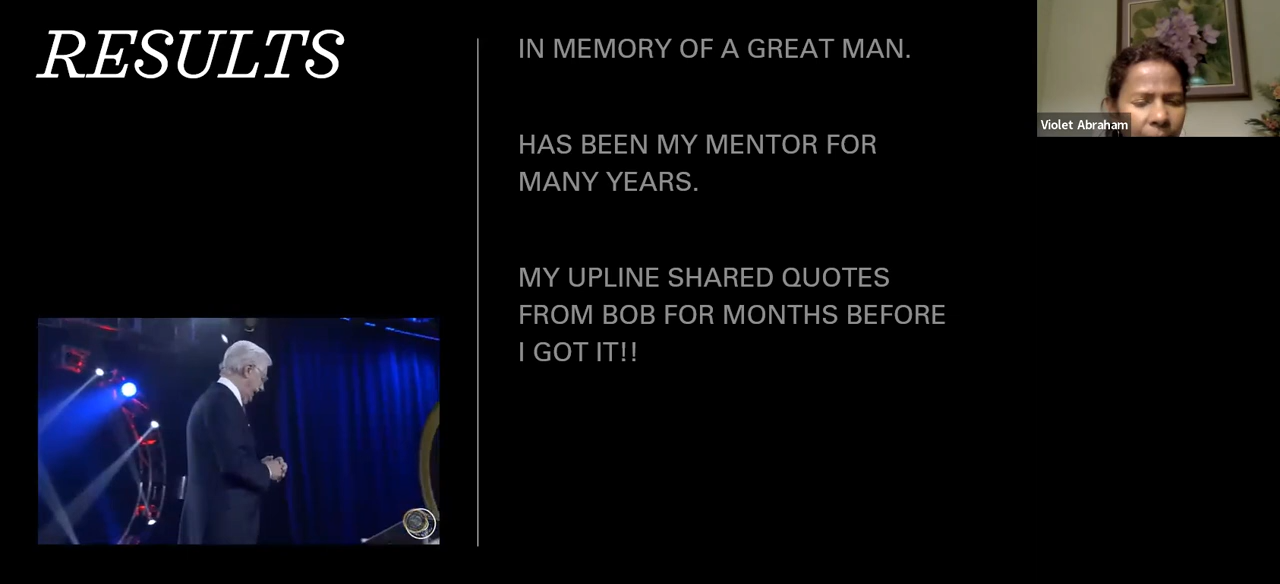 RESULTS
IN MEMORY OF A GREAT MAN.
HAS BEEN MY MENTOR FOR
MANY YEARS.
MY UPLINE SHARED QUOTES
FROM BOB FOR MONTHS BEFORE
I GOT IT!!
Violet Abraham